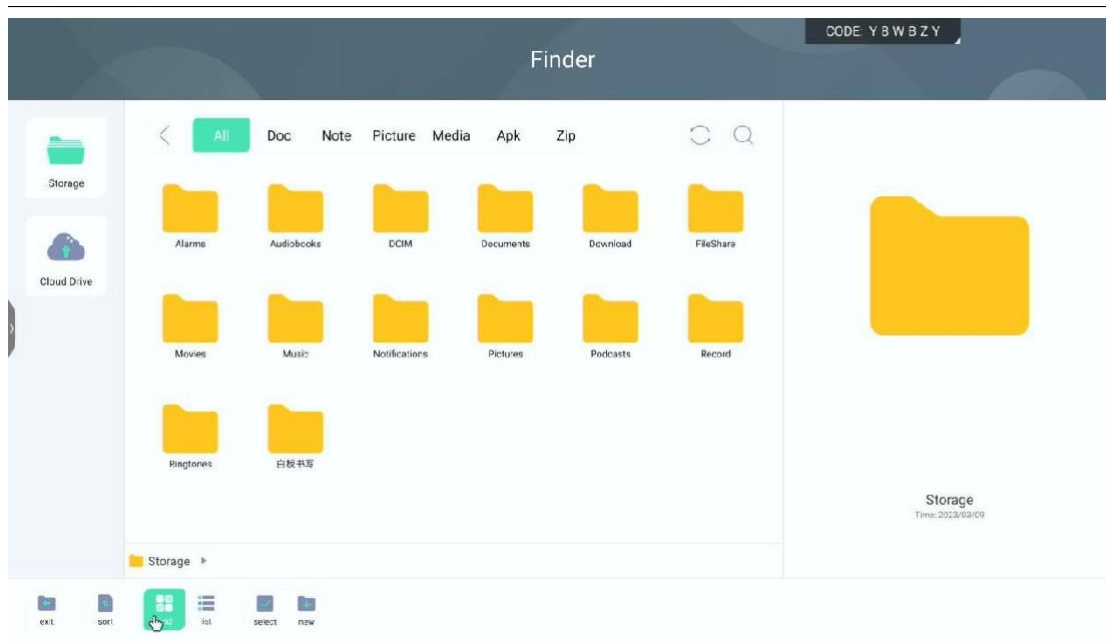 CODE: Y 8 W B Z Y
Finder
Storage
Cloud Drive
All Doc Note Picture Media Apk Zip
Alarms Audiobooks DCIM Documents Download FileShare
Movies Music Notifications Pictures Podcasts Record
Ringtones 白板书写
Storage
Time: 2023/03/09
Storage
exit sort list select new